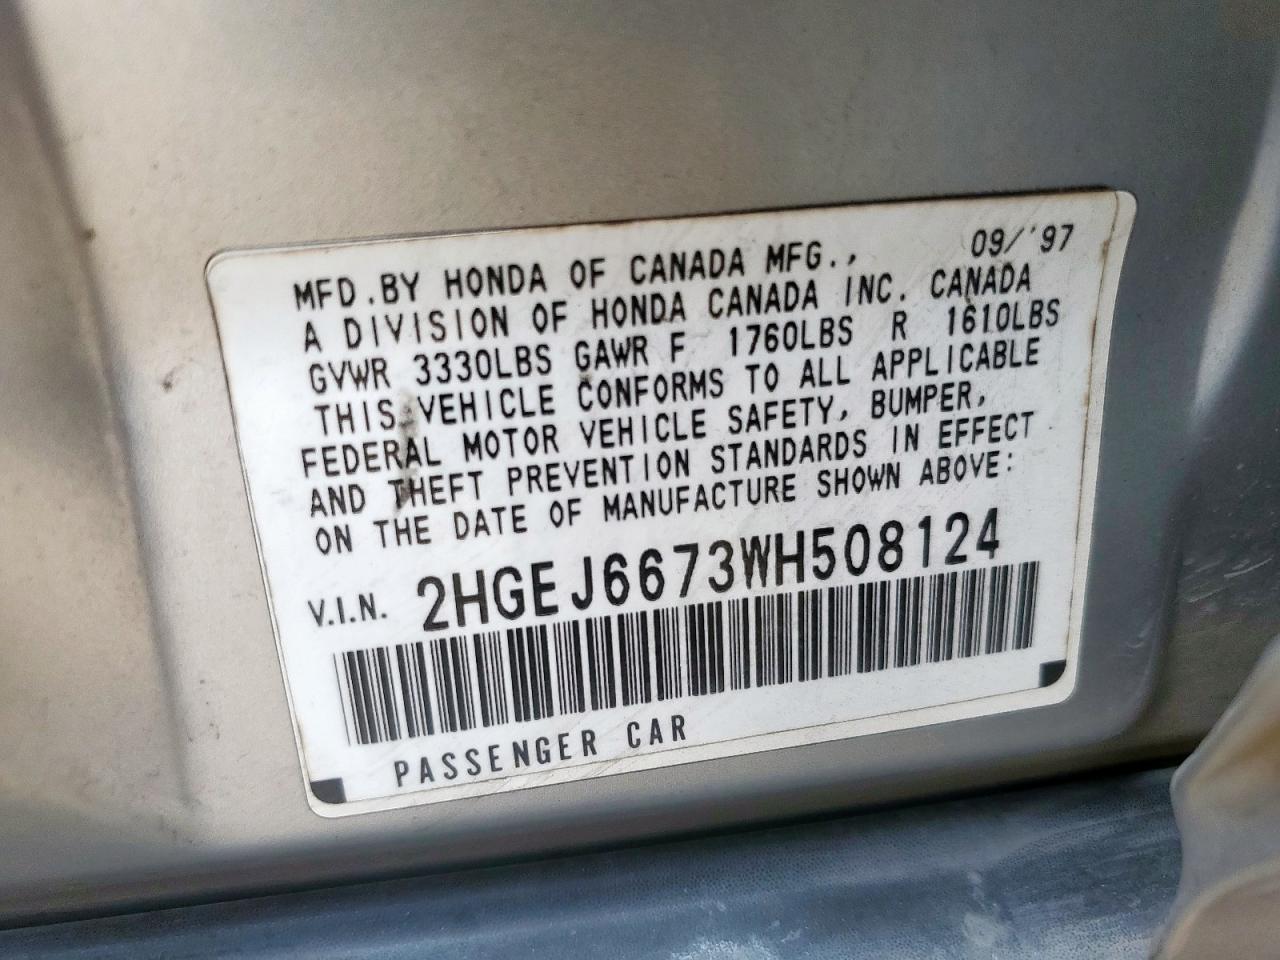 09/'97
MFD.BY HONDA OF CANADA MFG.,
A DIVISION OF HONDA CANADA INC. CANADA
GVWR 3330LBS GAWR F 1760LBS R 1610LBS
THIS VEHICLE CONFORMS TO ALL APPLICABLE
FEDERAL MOTOR VEHICLE SAFETY, BUMPER,
AND THEFT PREVENTION STANDARDS IN EFFECT
ON THE DATE OF MANUFACTURE SHOWN ABOVE:
V.I.N. 2HGEJ6673WH508124
PASSENGER CAR